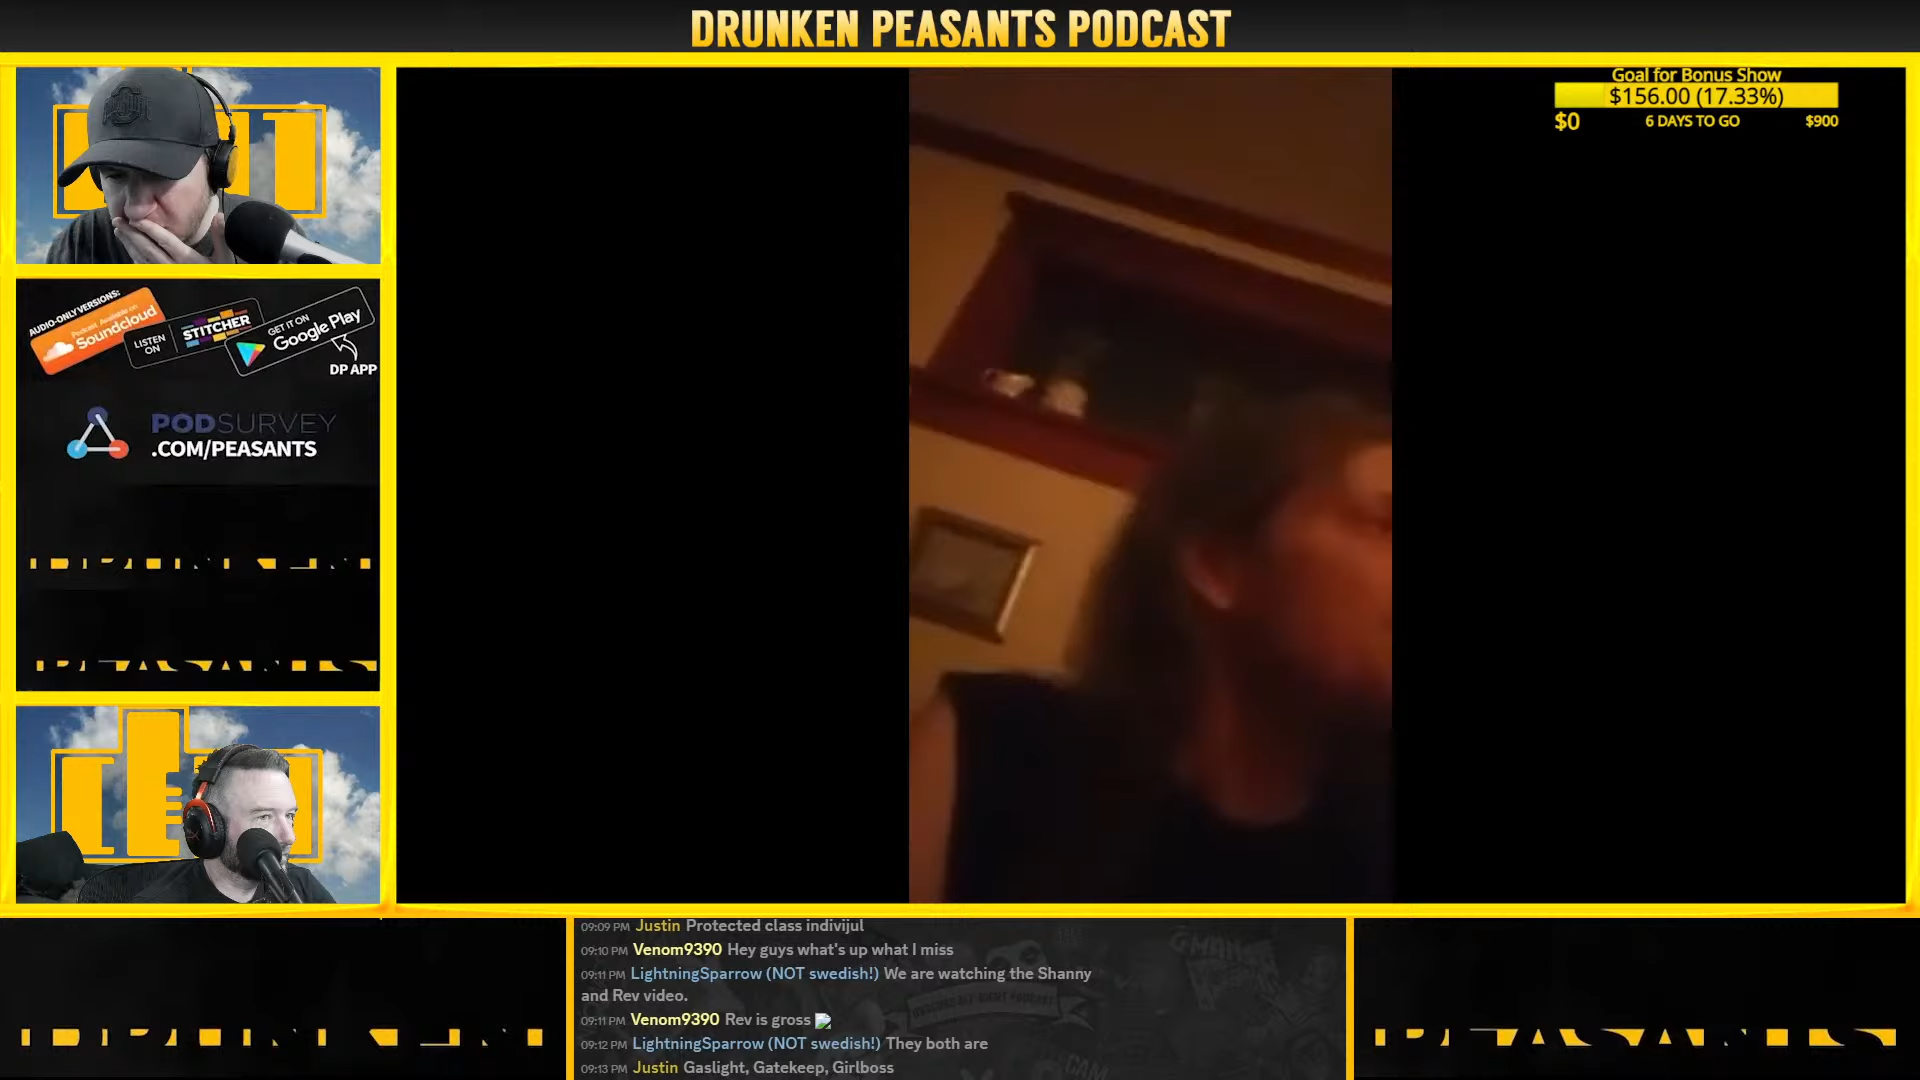 DRUNKEN PEASANTS PODCAST
Goal for Bonus Show
$156.00 (17.33%)
$0 6 DAYS TO GO $900
AUDIO-ONLY VERSIONS:
Podcast Available on
Soundcloud
LISTEN ON
STITCHER
GET IT ON
Google Play
DP APP
PODSURVEY
.COM/PEASANTS
09:09 PM Justin Protected class indivijul
09:10 PM Venom9390 Hey guys what's up what I miss
09:11 PM LightningSparrow (NOT swedish!) We are watching the Shanny
and Rev video.
09:11 PM Venom9390 Rev is gross
09:12 PM LightningSparrow (NOT swedish!) They both are
09:13 PM Justin Gaslight, Gatekeep, Girlboss